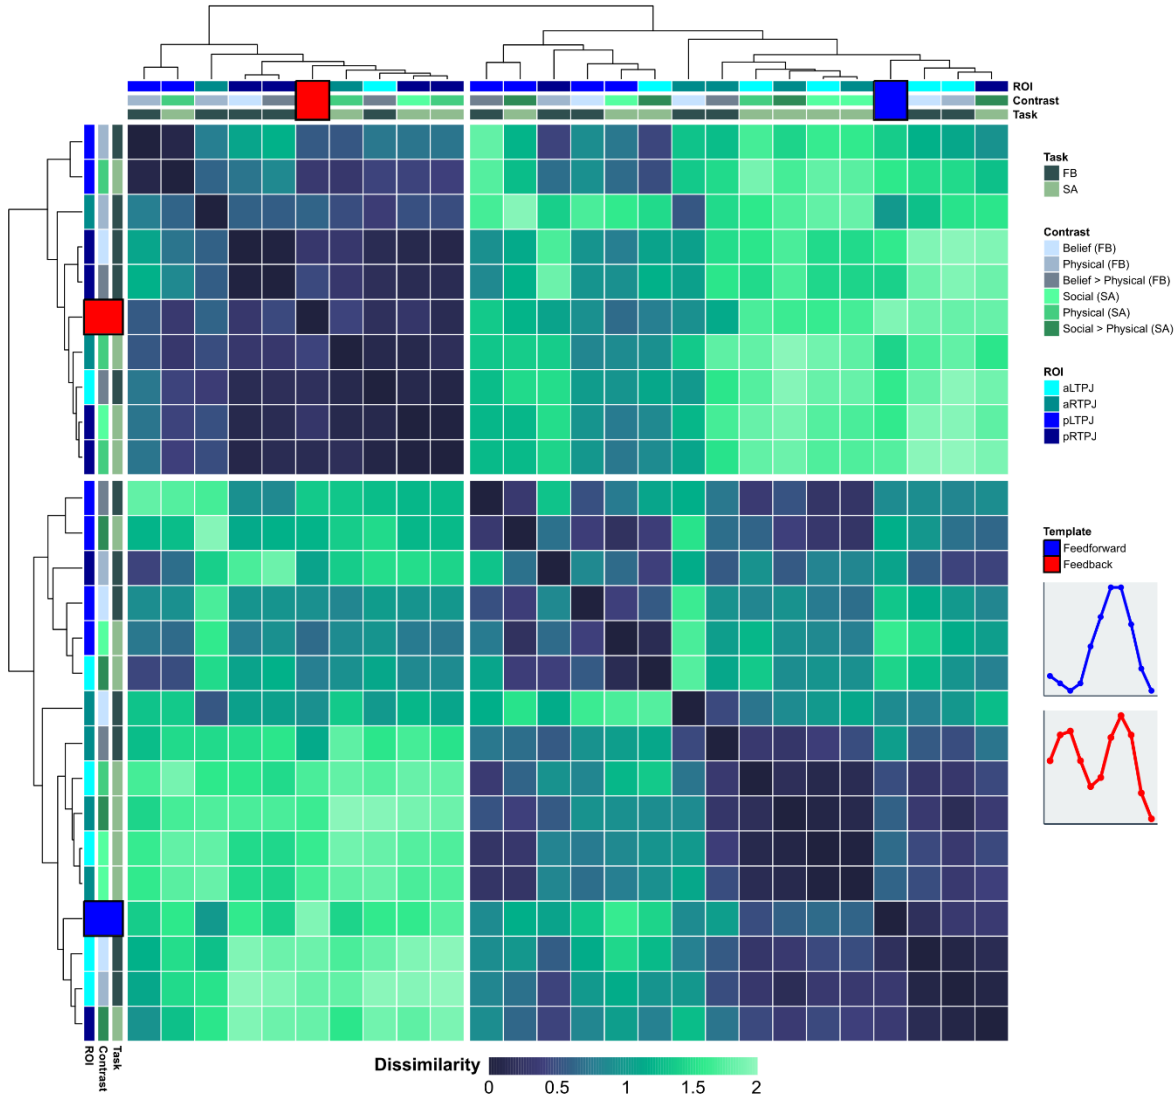 ROI
Contrast
Task
Task
FB
SA
Contrast
Belief (FB)
Physical (FB)
Belief > Physical (FB)
Social (SA)
Physical (SA)
Social > Physical (SA)
ROI
aLTPJ
aRTPJ
pLTPJ
pRTPJ
Template
Feedforward
Feedback
ROI
Contrast
Task
Dissimilarity
0 0.5 1 1.5 2